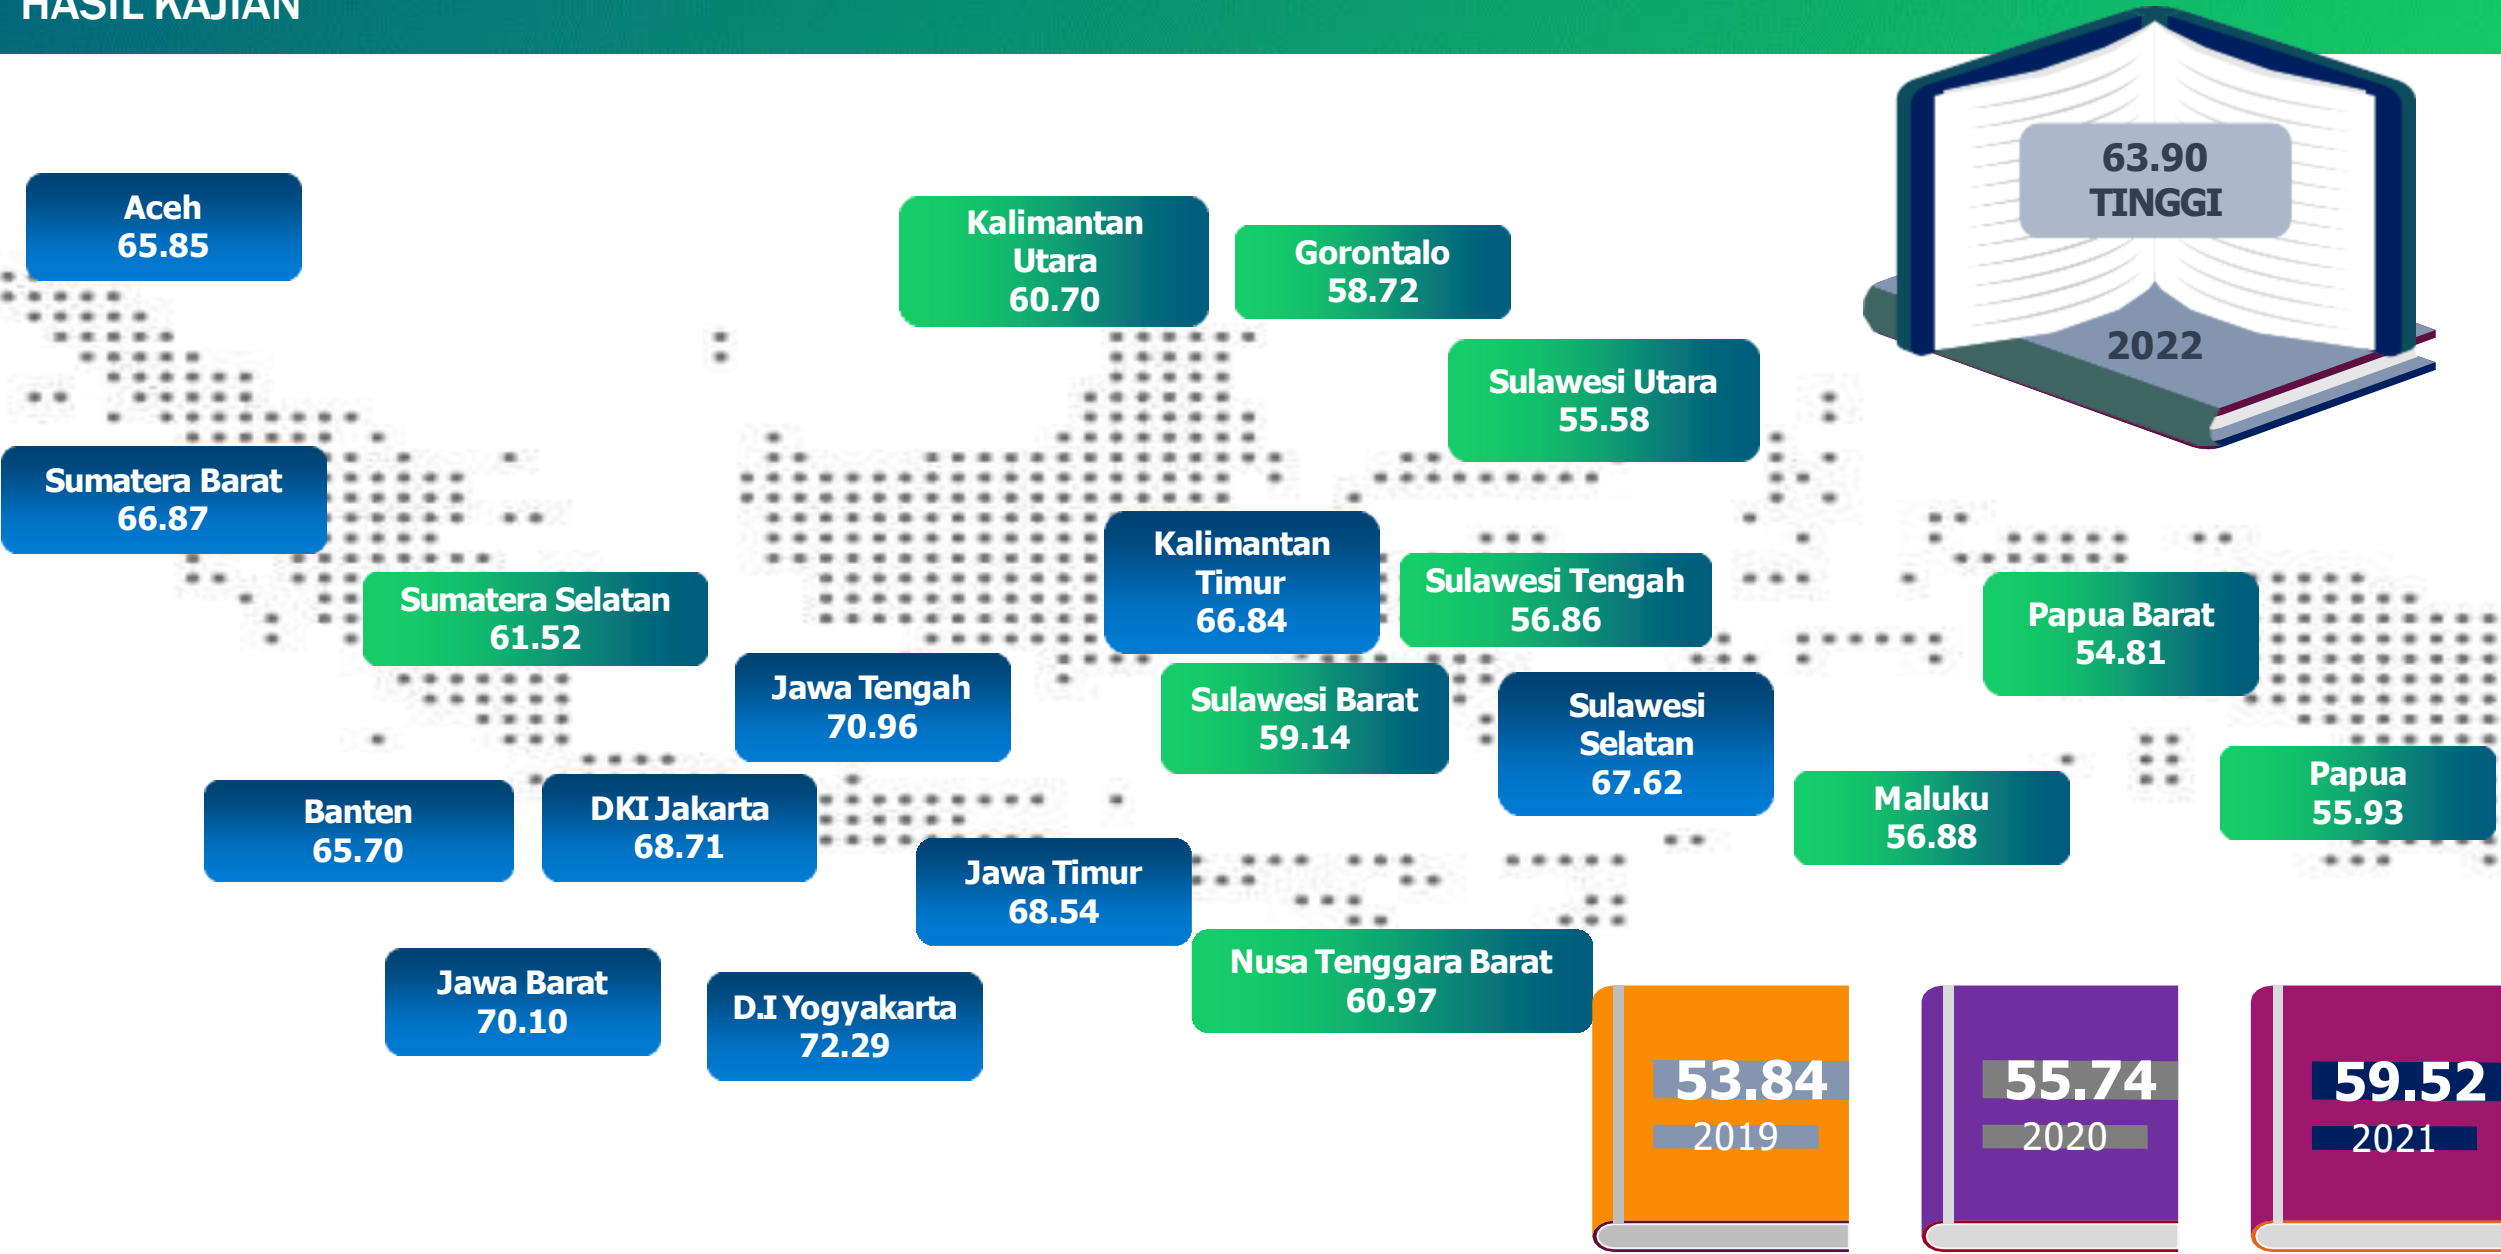 HASIL KAJIAN
63.90
TINGGI
2022
Aceh
65.85
Kalimantan
Utara
60.70
Gorontalo
58.72
Sulawesi Utara
55.58
Sumatera Barat
66.87
Kalimantan
Timur
66.84
Sulawesi Tengah
56.86
Sumatera Selatan
61.52
Papua Barat
54.81
Jawa Tengah
70.96
Sulawesi Barat
59.14
Sulawesi
Selatan
67.62
Papua
55.93
Banten
65.70
DKI Jakarta
68.71
Maluku
56.88
Jawa Timur
68.54
Jawa Barat
70.10
D.I Yogyakarta
72.29
Nusa Tenggara Barat
60.97
53.84
2019
55.74
2020
59.52
2021